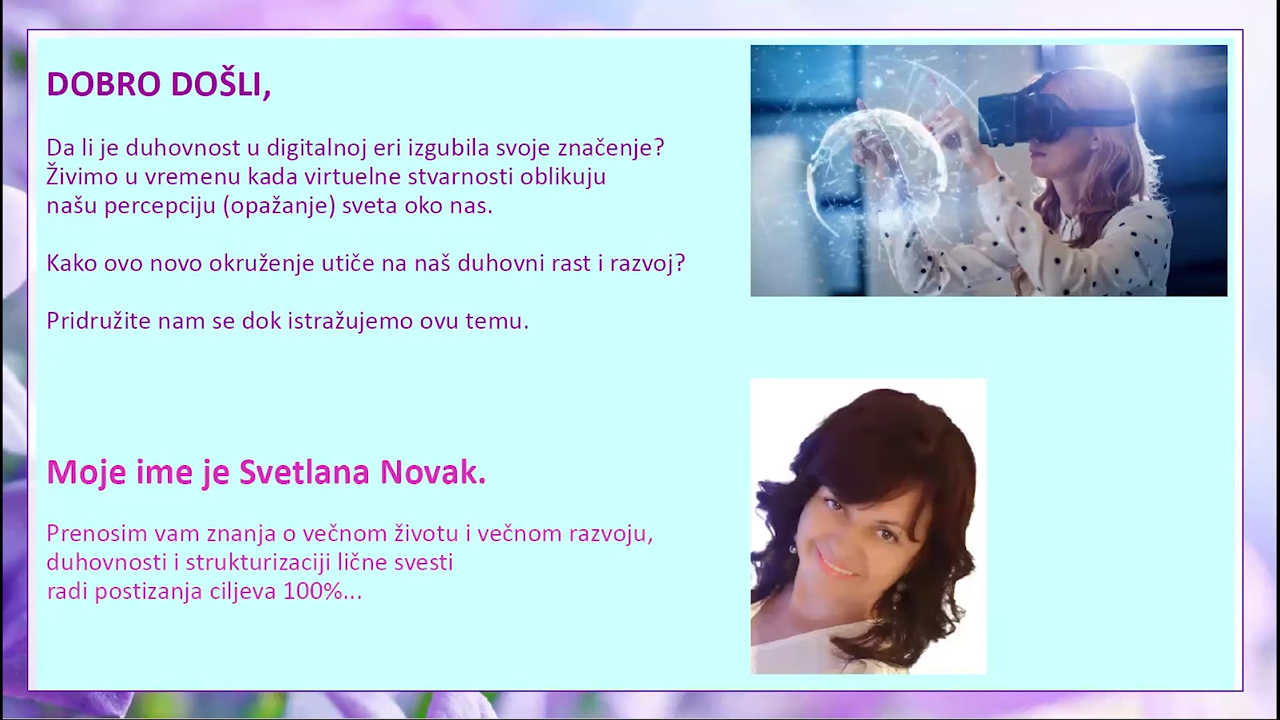 DOBRO DOŠLI,
Da li je duhovnost u digitalnoj eri izgubila svoje značenje?
Živimo u vremenu kada virtuelne stvarnosti oblikuju
našu percepciju (opažanje) sveta oko nas.
Kako ovo novo okruženje utiče na naš duhovni rast i razvoj?
Pridružite nam se dok istražujemo ovu temu.
Moje ime je Svetlana Novak.
Prenosim vam znanja o večnom životu i večnom razvoju,
duhovnosti i strukturizaciji lične svesti
radi postizanja ciljeva 100%...